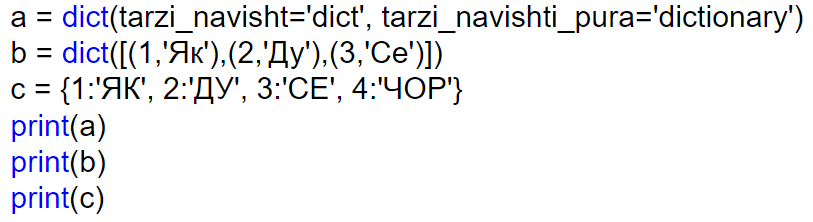 a = dict(tarzi_navisht='dict', tarzi_navishti_pura='dictionary')
b = dict([(1,'Як'),(2,'Ду'),(3,'Се')])
c = {1:'ЯК', 2:'ДУ', 3:'СЕ', 4:'ЧОР'}
print(a)
print(b)
print(c)